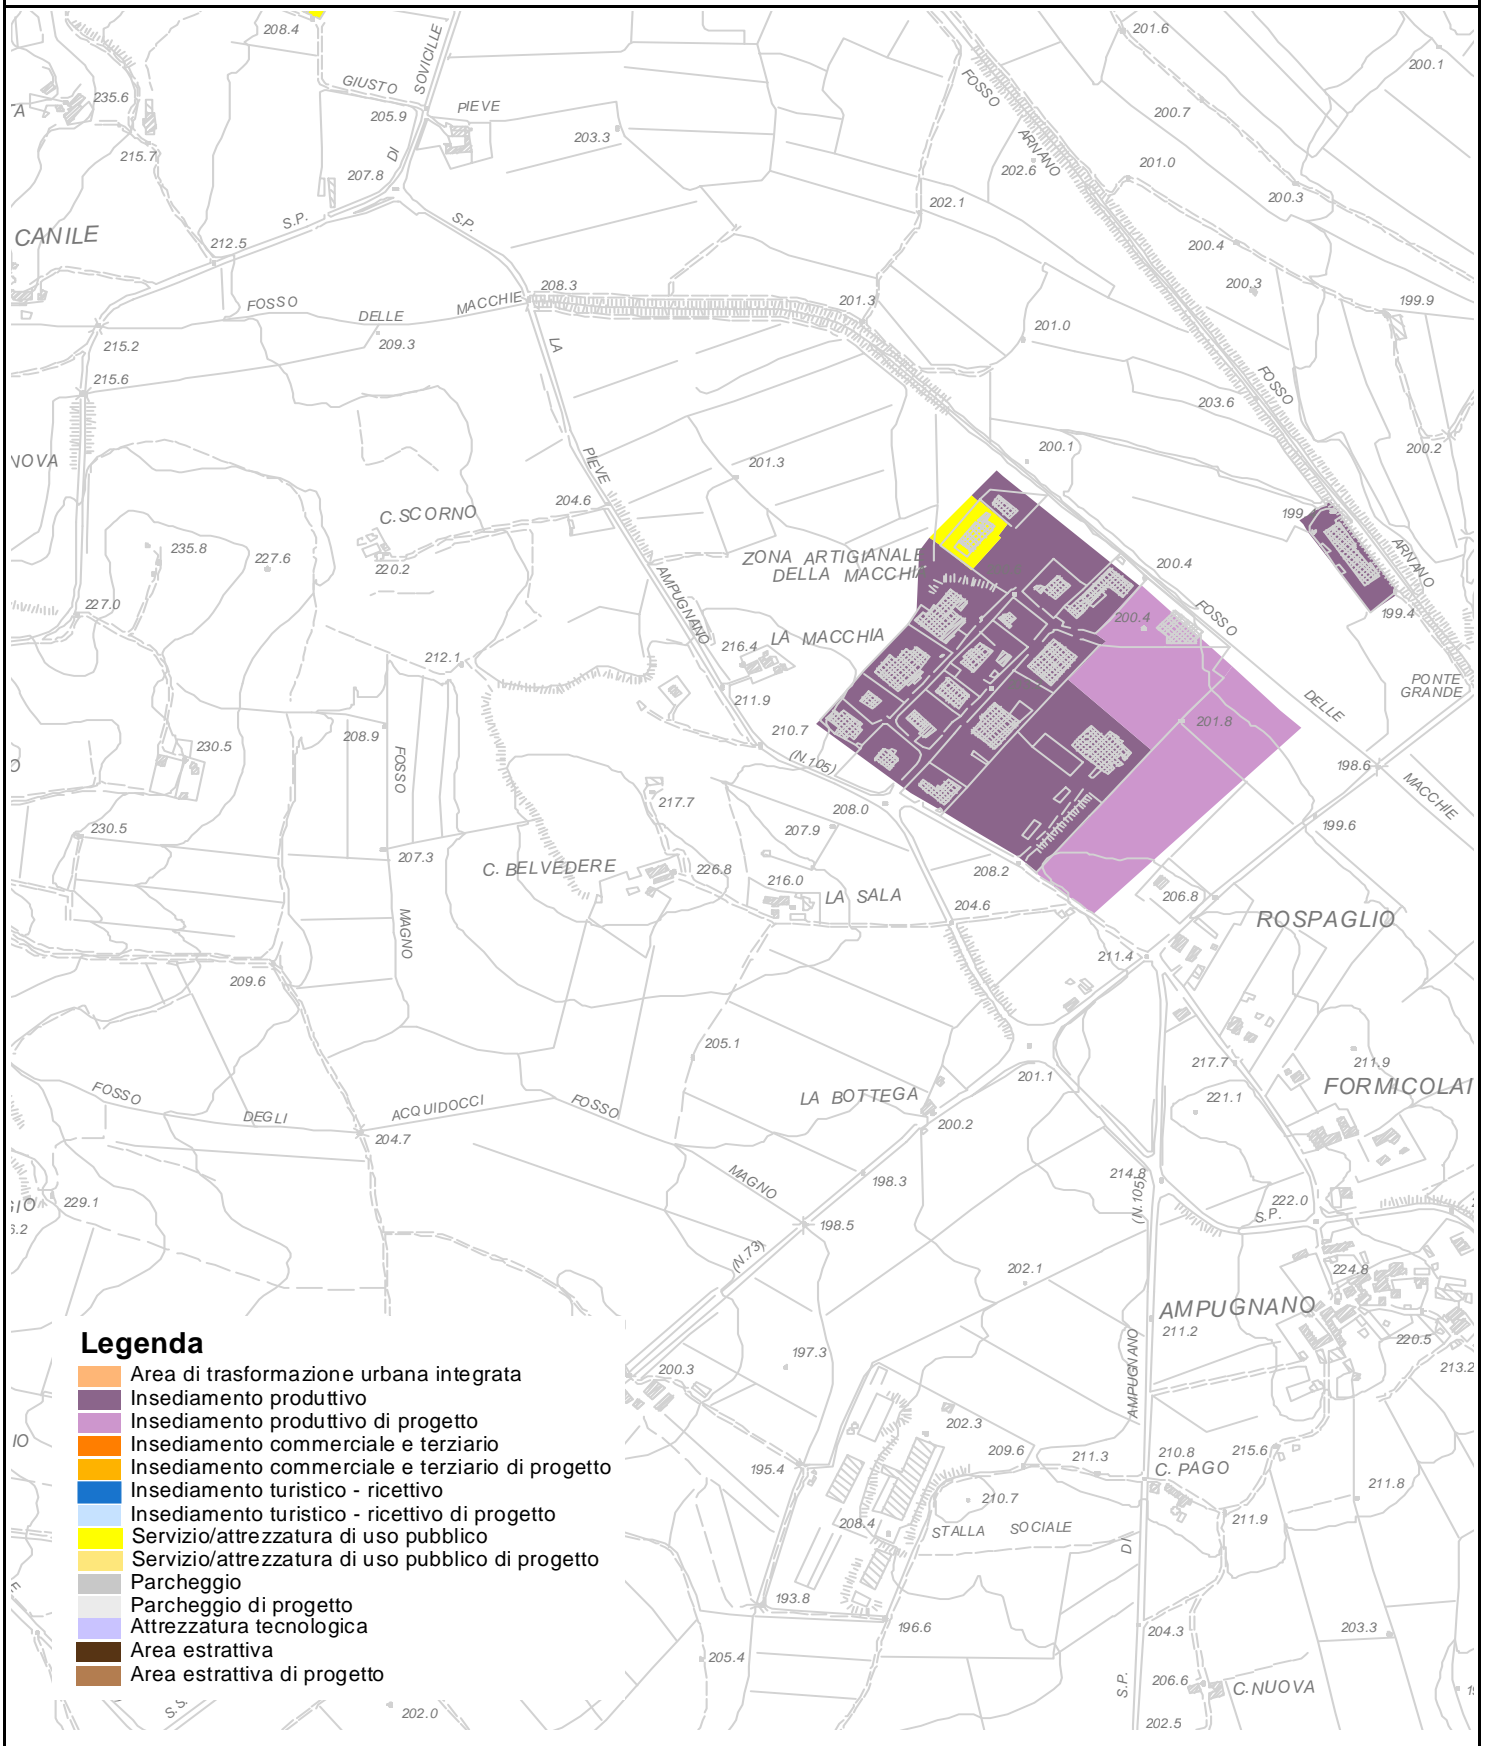 208.4
SOVICILLE
201.6
200.1
GIUSTO
PIEVE
235.6
205.9
203.3
FOSSO
200.7
A
215.7
DI
ARNANO
207.8
202.6
201.0
202.1
200.3
S.P.
S.P.
CANILE
212.5
200.4
200.3
208.3
FOSSO
DELLE
MACCHIE
201.3
199.9
215.2
209.3
LA
201.0
215.6
FOSSO
203.6
NOVA
PIEVE
201.3
200.1
200.2
204.6
C.SCORNO
199.4
235.8
227.6
220.2
ZONA ARTIGIANALE
DELLA MACCHIA
200.4
ARNANO
227.0
AMPUGNANO
216.4
LA MACCHIA
200.4
FOSSO
199.4
212.1
211.9
DELLE
PONTE
GRANDE
208.9
FOSSO
230.5
210.7
201.8
(N.105)
198.6
MACCHIE
217.7
208.0
199.6
230.5
207.9
207.3
C. BELVEDERE
226.8
216.0
LA SALA
208.2
206.8
204.6
ROSPAGLIO
MAGNO
211.4
209.6
205.1
217.7
211.9
201.1
FORMICOLAI
FOSSO
DEGLI
ACQUIDOCCI
FOSSO
LA BOTTEGA
221.1
200.2
204.7
MAGNO
198.3
214.8
229.1
(N.105)
222.0
S.P.
198.5
(N.73)
202.1
224.8
AMPUGNANO
211.2
220.5
Legenda
197.3
AMPUGNANO
213.2
200.3
Area di trasformazione urbana integrata
Insediamento produttivo
Insediamento produttivo di progetto
202.3
Insediamento commerciale e terziario
209.6
211.3
210.8
215.6
IO
Insediamento commerciale e terziario di progetto
195.4
C. PAGO
211.8
Insediamento turistico - ricettivo
210.7
Insediamento turistico - ricettivo di progetto
208.4
STALLA SOCIALE
211.9
Servizio/attrezzatura di uso pubblico
DI
Servizio/attrezzatura di uso pubblico di progetto
Parcheggio
Parcheggio di progetto
193.8
Attrezzatura tecnologica
196.6
204.3
203.3
Area estrattiva
205.4
Area estrattiva di progetto
S.P.
206.6
C.NUOVA
S.S.
202.0
202.5